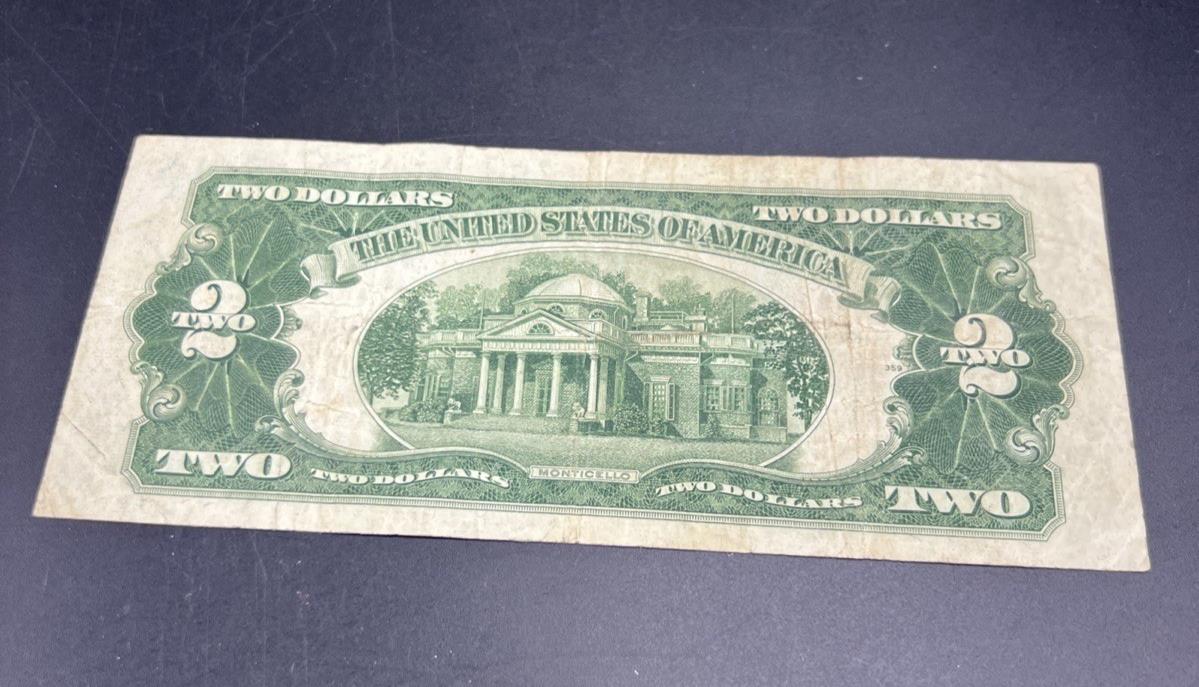 TWO DOLLARS
TWO DOLLARS
THE UNITED STATES OF AMERICA
2
TWO
2
TWO
359
TWO
TWO DOLLARS
MONTICELLO
TWO DOLLARS
TWO